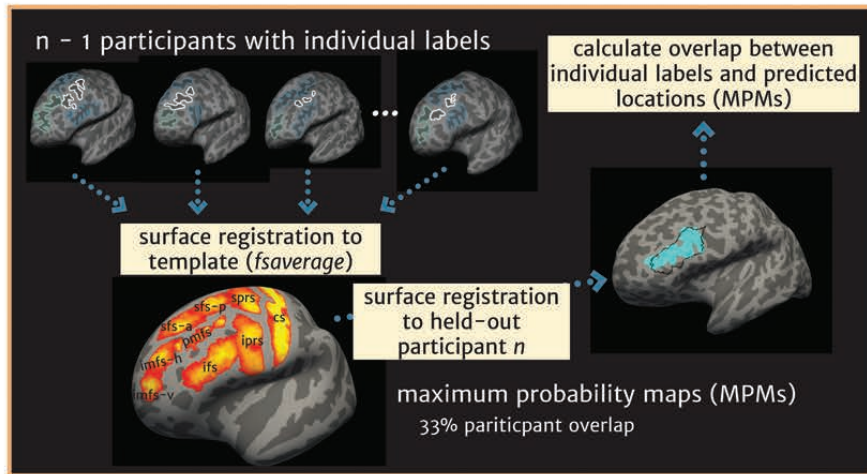 n - 1 participants with individual labels
calculate overlap between
individual labels and predicted
locations (MPMs)
...
surface registration to
template (fsaverage)
surface registration
to held-out
participant n
sfs-p
sprs
cs
sfs-a
pmfs
iprs
imfs-h
ifs
imfs-v
maximum probability maps (MPMs)
33% pariticpant overlap